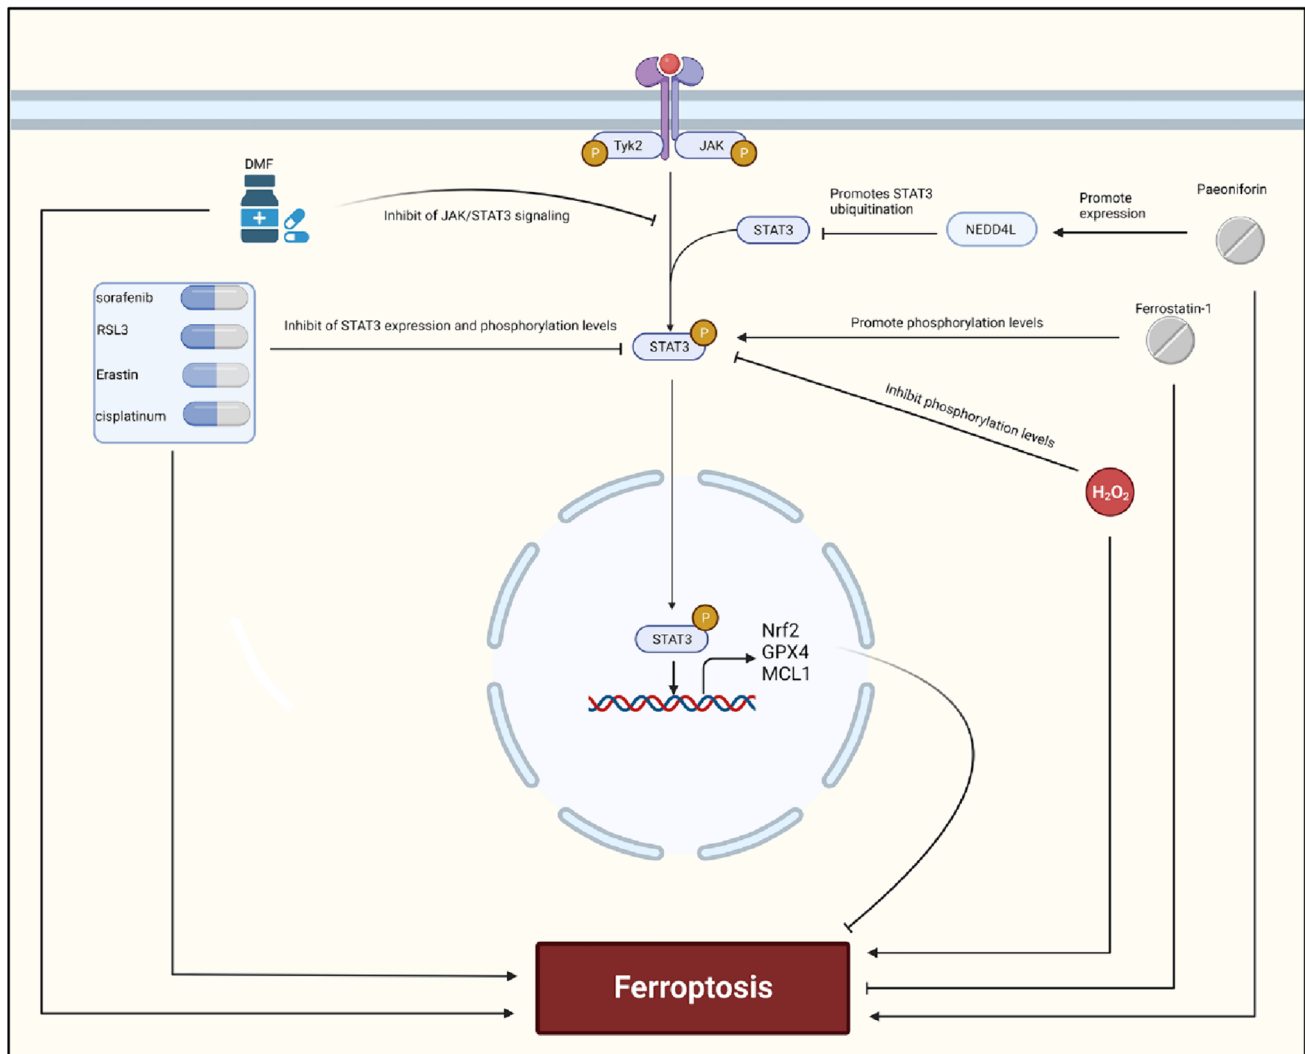 Tyk2
JAK
P
P
DMF
Inhibit of JAK/STAT3 signaling
Promotes STAT3
ubiquitination
STAT3
NEDD4L
Promote
expression
Paeoniforin
sorafenib
RSL3
Erastin
cisplatinum
Inhibit of STAT3 expression and phosphorylation levels
P
STAT3
Promote phosphorylation levels
Ferrostatin-1
Inhibit phosphorylation levels
H₂O₂
P
STAT3
Nrf2
GPX4
MCL1
Ferroptosis